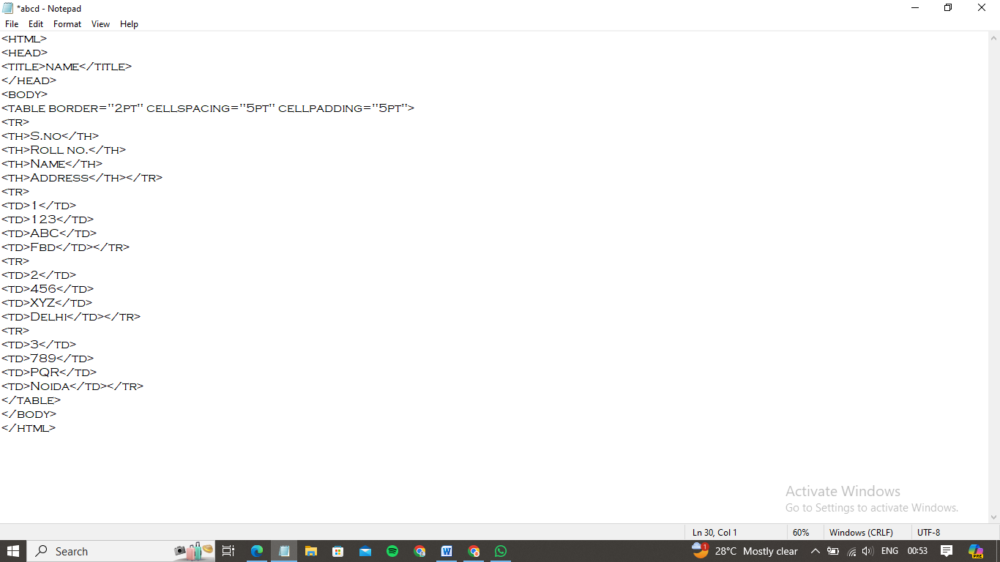 *abcd - Notepad
File Edit Format View Help
<HTML>
<HEAD>
<TITLE>NAME</TITLE>
</HEAD>
<BODY>
<TABLE BORDER="2PT" CELLSPACING="5PT" CELLPADDING="5PT">
<TR>
<TH>S.NO</TH>
<TH>ROLL NO.</TH>
<TH>NAME</TH>
<TH>ADDRESS</TH></TR>
<TR>
<TD>1</TD>
<TD>123</TD>
<TD>ABC</TD>
<TD>FBD</TD></TR>
<TR>
<TD>2</TD>
<TD>456</TD>
<TD>XYZ</TD>
<TD>DELHI</TD></TR>
<TR>
<TD>3</TD>
<TD>789</TD>
<TD>PQR</TD>
<TD>NOIDA</TD></TR>
</TABLE>
</BODY>
</HTML>
Activate Windows
Go to Settings to activate Windows.
Ln 30, Col 1 60% Windows (CRLF) UTF-8
Search 1 28°C Mostly clear ENG 00:53 PRE